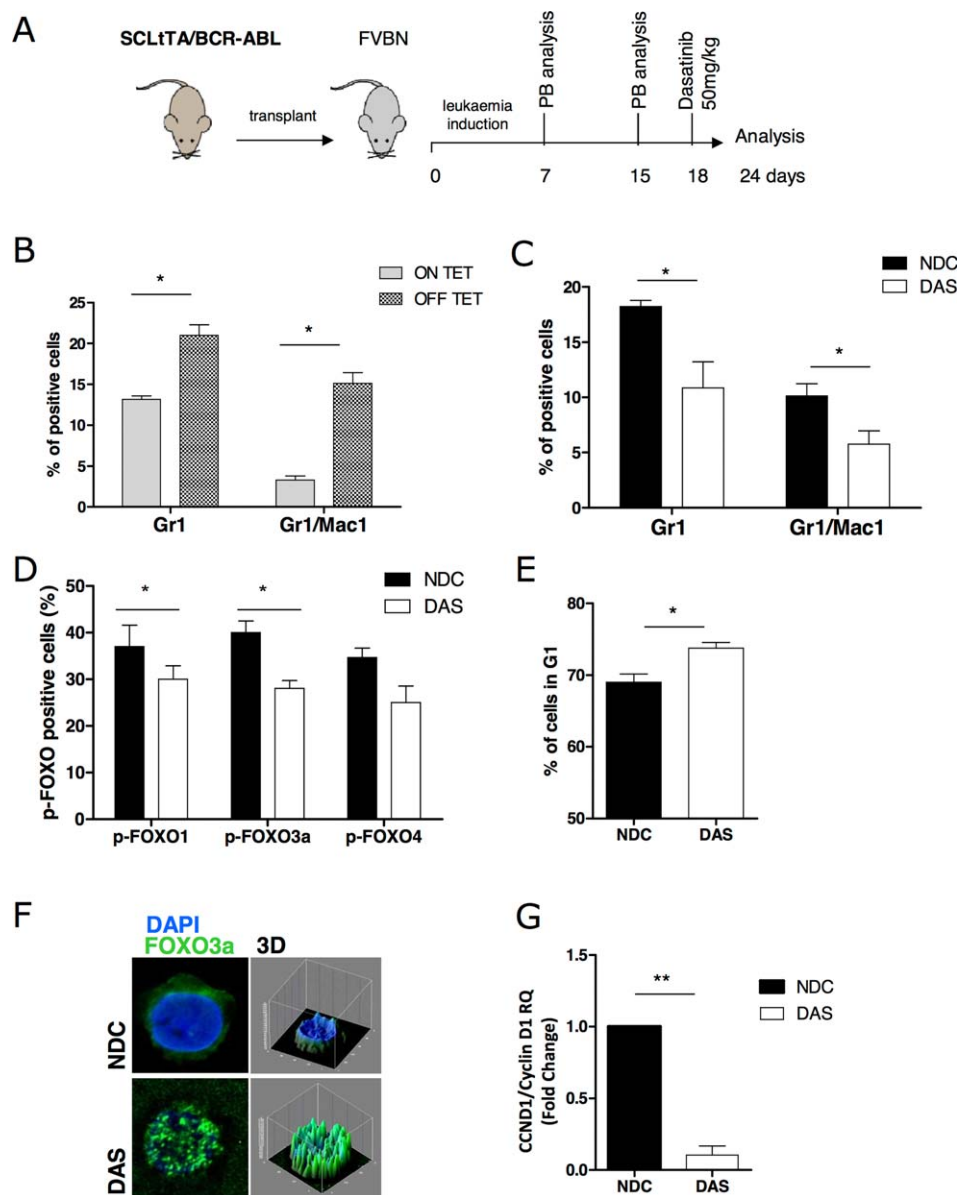 A
SCLtTA/BCR-ABL
FVBN
transplant
leukaemia
induction
PB analysis
PB analysis
Dasatinib
50mg/kg
Analysis
0
7
15
18
24 days
B
ON TET
OFF TET
*
*
% of positive cells
25
20
15
10
5
0
Gr1
Gr1/Mac1
C
NDC
DAS
*
*
% of positive cells
20
15
10
5
0
Gr1
Gr1/Mac1
D
NDC
DAS
*
*
p-FOXO positive cells (%)
50
40
30
20
10
0
p-FOXO1
p-FOXO3a
p-FOXO4
E
*
% of cells in G1
80
70
60
50
NDC
DAS
F
DAPI
FOXO3a
3D
NDC
DAS
G
**
NDC
DAS
CCND1/Cyclin D1 RQ
(Fold Change)
1.5
1.0
0.5
0.0
NDC
DAS